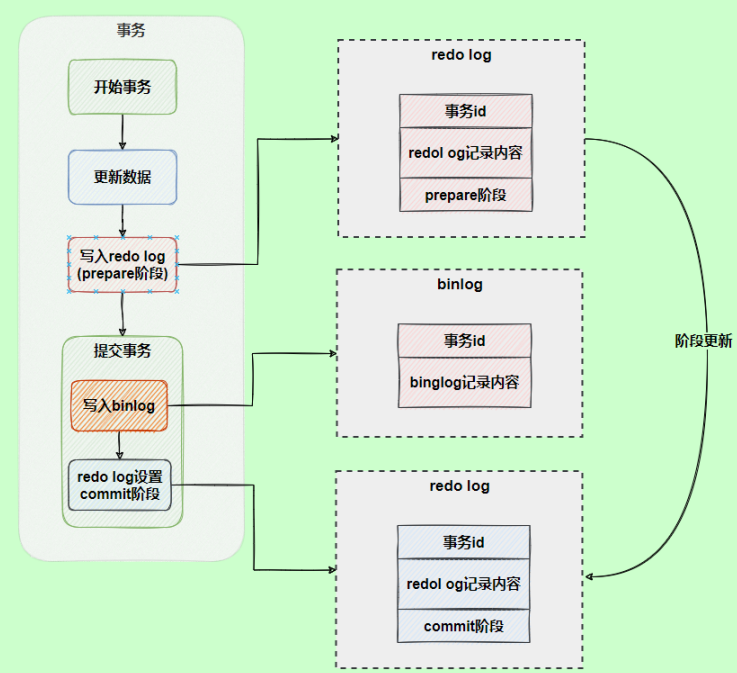 事务
开始事务
更新数据
写入redo log
(prepare阶段)
提交事务
写入binlog
redo log设置
commit阶段
redo log
事务id
redol og记录内容
prepare阶段
binlog
事务id
binglog记录内容
redo log
事务id
redol og记录内容
commit阶段
阶段更新